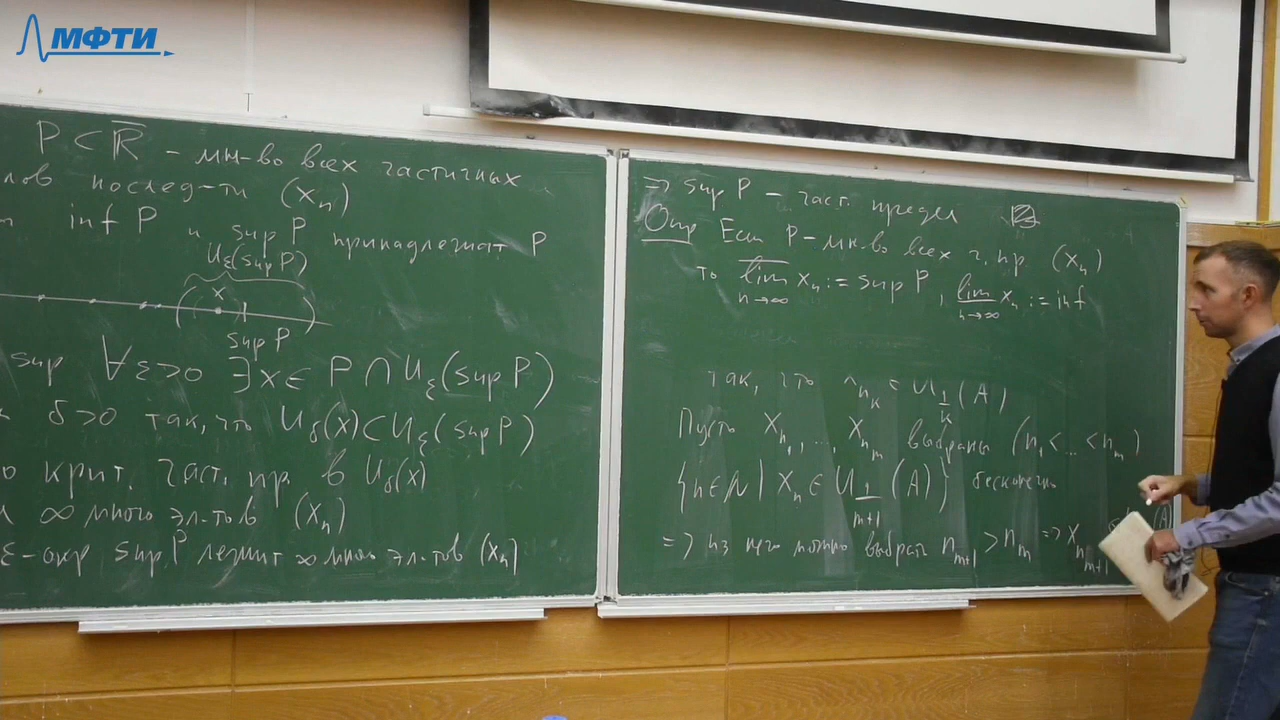 МФТИ
P ⊂ R̅ – мн-во всех частичных
последн-ти (xₙ)
inf P и sup P принадлежат P
U_ε(sup P)
x
sup P
sup ∀ε>0 ∃x∈ P ∩ U_ε(sup P)
δ>0 так, что U_δ(x) ⊂ U_ε(sup P)
крит. част. пр. в U_δ(x)
∞ много эл-тов (xₙ)
ε-окр sup P лежит ∞ много эл-тов (xₙ)
=> sup P – част. предел
Опр Если P – мн-во всех ч. пр (xₙ)
то \overline{lim}_{n→∞} xₙ := sup P, \underline{lim}_{n→∞} xₙ := inf
так, что x_{n_k} ∈ U_{1/k}(A)
Пусть x_{n_1}, ..., x_{n_m} выбраны (n₁ < ... < n_m)
{n∈N | xₙ ∈ U_{1/(m+1)}(A)} бесконечно
=> из него можно выбрать n_{m+1} > n_m => x_{n_{m+1}}